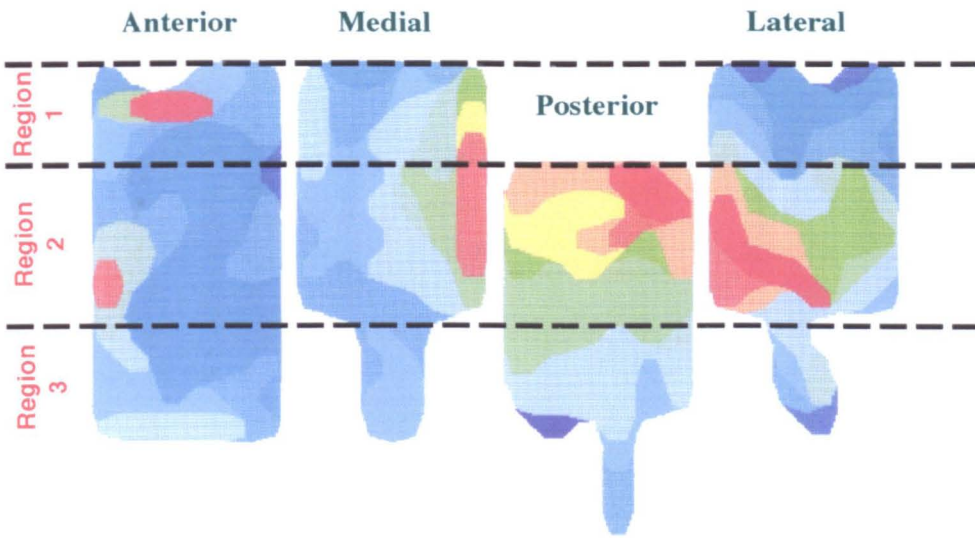 Anterior
Medial
Lateral
Posterior
Region
1
Region
2
Region
3